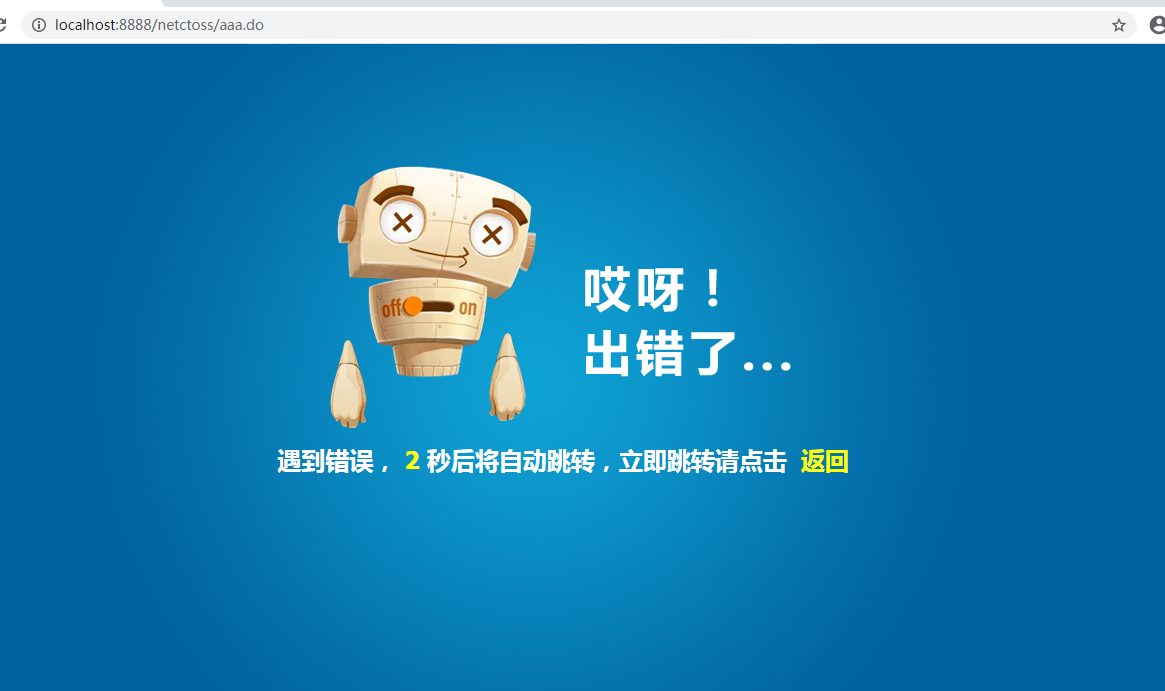 localhost:8888/netctoss/aaa.do
off on
哎呀！
出错了...
遇到错误， 2 秒后将自动跳转，立即跳转请点击 返回